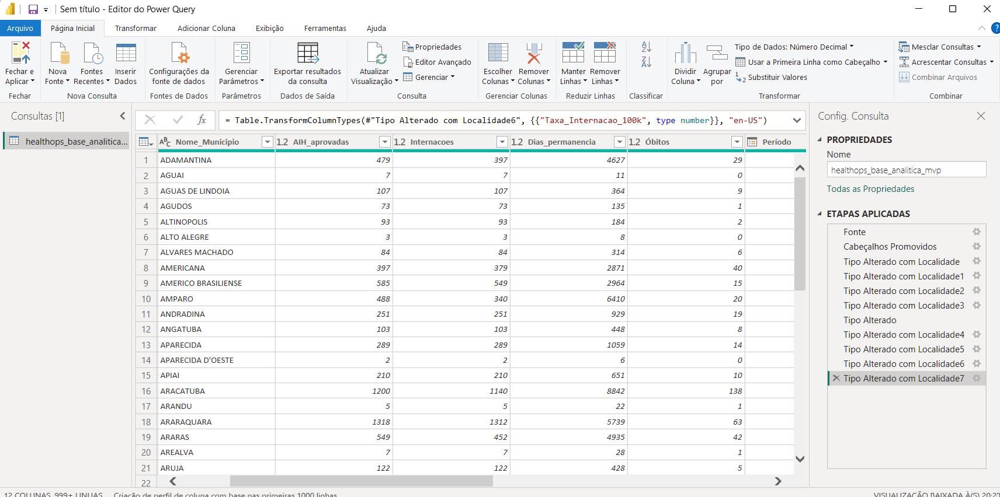 Sem título - Editor do Power Query
Arquivo Página Inicial Transformar Adicionar Coluna Exibição Ferramentas Ajuda
?
Fechar e Aplicar
Nova Fonte
Fontes Recentes
Inserir Dados
Configurações da fonte de dados
Gerenciar Parâmetros
Exportar resultados da consulta
Atualizar Visualização
Propriedades
Editor Avançado
Gerenciar
Escolher Colunas
Remover Colunas
Manter Linhas
Remover Linhas
Dividir Coluna
Agrupar por
Tipo de Dados: Número Decimal
Usar a Primeira Linha como Cabeçalho
Substituir Valores
Mesclar Consultas
Acrescentar Consultas
Combinar Arquivos
Fechar Nova Consulta Fontes de Dados Parâmetros Dados de Saída Consulta Gerenciar Colunas Reduzir Linhas Classificar Transformar Combinar
Consultas [1]
healthops_base_analitica...
fx = Table.TransformColumnTypes(#"Tipo Alterado com Localidade6", {{"Taxa_Internacao_100k", type number}}, "en-US")
ABC Nome_Municipio 1.2 AIH_aprovadas 1.2 Internacoes 1.2 Dias_permanencia 1.2 Óbitos Período
1 ADAMANTINA 479 397 4627 29
2 AGUAI 7 7 11 0
3 AGUAS DE LINDOIA 107 107 364 9
4 AGUDOS 73 73 135 1
5 ALTINOPOLIS 93 93 184 2
6 ALTO ALEGRE 3 3 8 0
7 ALVARES MACHADO 84 84 314 6
8 AMERICANA 397 379 2871 40
9 AMERICO BRASILIENSE 585 549 2964 15
10 AMPARO 488 340 6410 20
11 ANDRADINA 251 251 929 19
12 ANGATUBA 103 103 448 8
13 APARECIDA 289 289 1059 14
14 APARECIDA D'OESTE 2 2 6 0
15 APIAI 210 210 651 10
16 ARACATUBA 1200 1140 8842 138
17 ARANDU 5 5 22 1
18 ARARAQUARA 1318 1312 5739 63
19 ARARAS 549 452 4935 42
20 AREALVA 7 7 28 1
21 ARUJA 122 122 428 5
22
Config. Consulta
PROPRIEDADES
Nome
healthops_base_analitica_mvp
Todas as Propriedades
ETAPAS APLICADAS
Fonte
Cabeçalhos Promovidos
Tipo Alterado com Localidade
Tipo Alterado com Localidade1
Tipo Alterado com Localidade2
Tipo Alterado com Localidade3
Tipo Alterado
Tipo Alterado com Localidade4
Tipo Alterado com Localidade5
Tipo Alterado com Localidade6
Tipo Alterado com Localidade7
12 COLUNAS, 999+ LINHAS Criação de perfil de coluna com base nas primeiras 1000 linhas VISUALIZAÇÃO BAIXADA À(S) 20:20